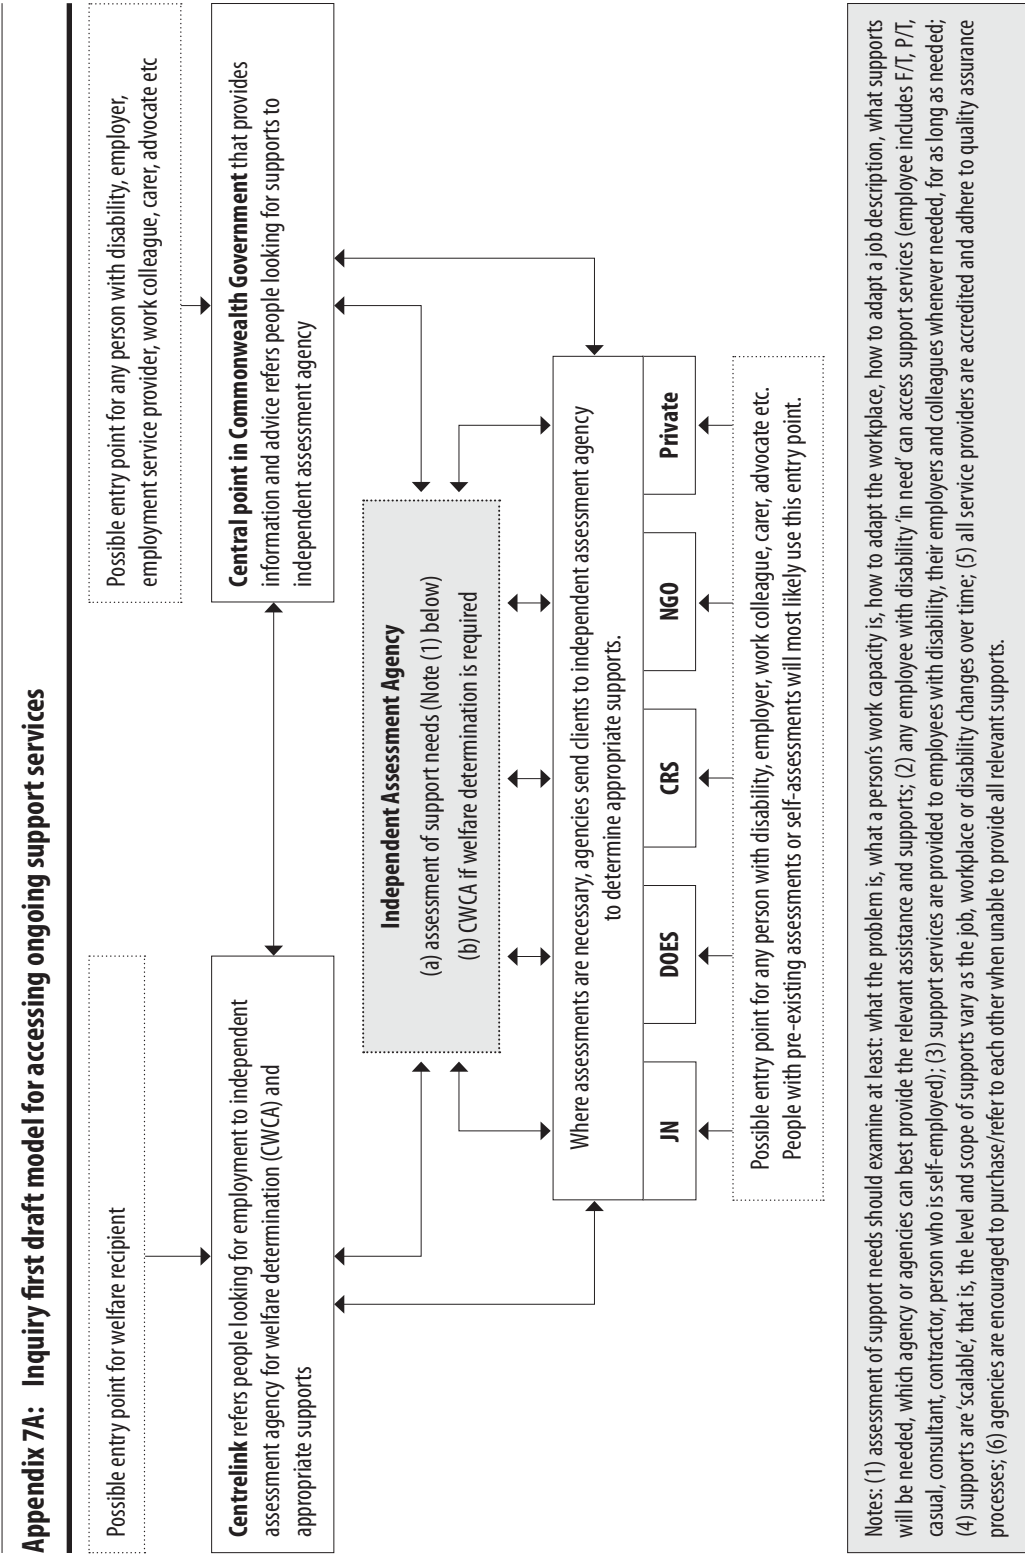 Appendix 7A: Inquiry first draft model for accessing ongoing support services
Possible entry point for welfare recipient
Possible entry point for any person with disability, employer,
employment service provider, work colleague, carer, advocate etc
Centrelink refers people looking for employment to independent
assessment agency for welfare determination (CWCA) and
appropriate supports
Central point in Commonwealth Government that provides
information and advice refers people looking for supports to
independent assessment agency
Independent Assessment Agency
(a) assessment of support needs (Note (1) below)
(b) CWCA if welfare determination is required
Where assessments are necessary, agencies send clients to independent assessment agency
to determine appropriate supports.
JN
DOES
CRS
NGO
Private
Possible entry point for any person with disability, employer, work colleague, carer, advocate etc.
People with pre-existing assessments or self-assessments will most likely use this entry point.
Notes: (1) assessment of support needs should examine at least: what the problem is, what a person's work capacity is, how to adapt the workplace, how to adapt a job description, what supports
will be needed, which agency or agencies can best provide the relevant assistance and supports; (2) any employee with disability 'in need' can access support services (employee includes F/T, P/T,
casual, consultant, contractor, person who is self-employed); (3) support services are provided to employees with disability, their employers and colleagues whenever needed, for as long as needed;
(4) supports are 'scalable', that is, the level and scope of supports vary as the job, workplace or disability changes over time; (5) all service providers are accredited and adhere to quality assurance
processes; (6) agencies are encouraged to purchase/refer to each other when unable to provide all relevant supports.